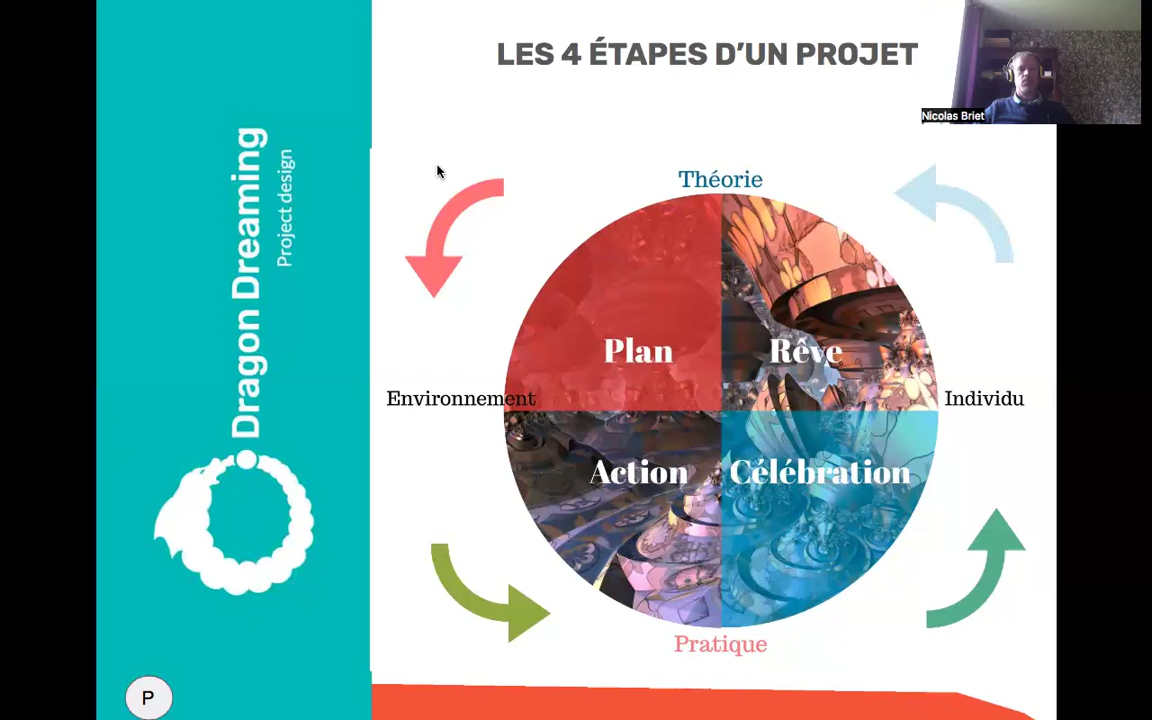 LES 4 ÉTAPES D’UN PROJET
Nicolas Briet
Dragon Dreaming
Project design
Théorie
Plan
Rêve
Environnement
Individu
Action
Célébration
Pratique
P